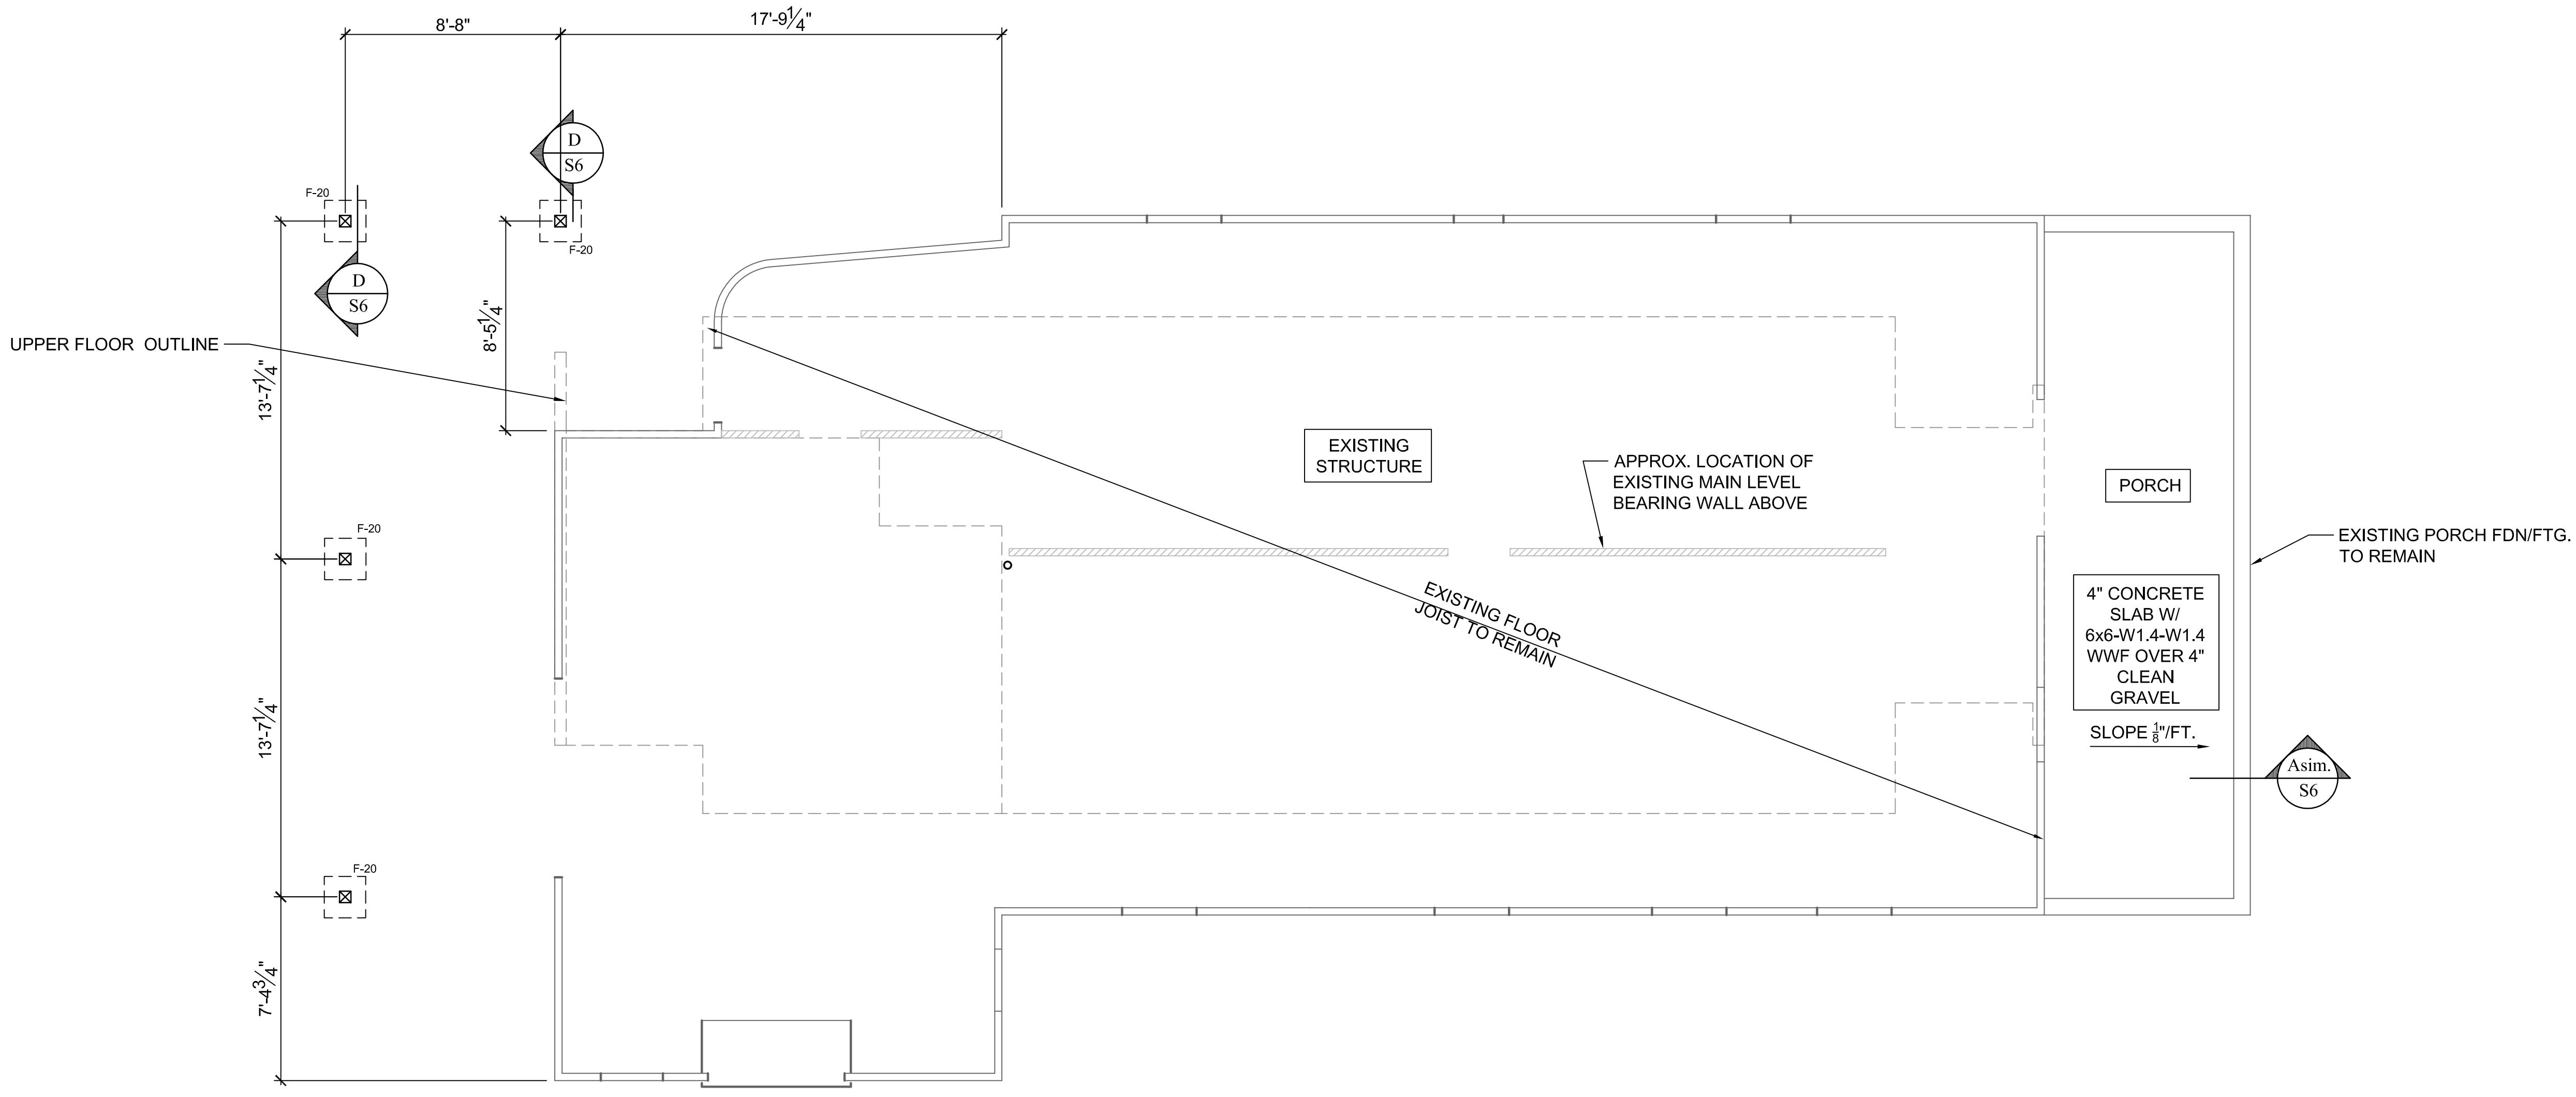 8'-8"
17'-9 1/4"
D
S6
F-20
F-20
D
S6
8'-5 1/4"
UPPER FLOOR OUTLINE
13'-7 1/4"
EXISTING
STRUCTURE
APPROX. LOCATION OF
EXISTING MAIN LEVEL
BEARING WALL ABOVE
PORCH
F-20
EXISTING PORCH FDN/FTG.
TO REMAIN
EXISTING FLOOR
JOIST TO REMAIN
4" CONCRETE
SLAB W/
6x6-W1.4-W1.4
WWF OVER 4"
CLEAN
GRAVEL
13'-7 1/4"
SLOPE 1/8"/FT.
Asim.
S6
F-20
7'-4 3/4"